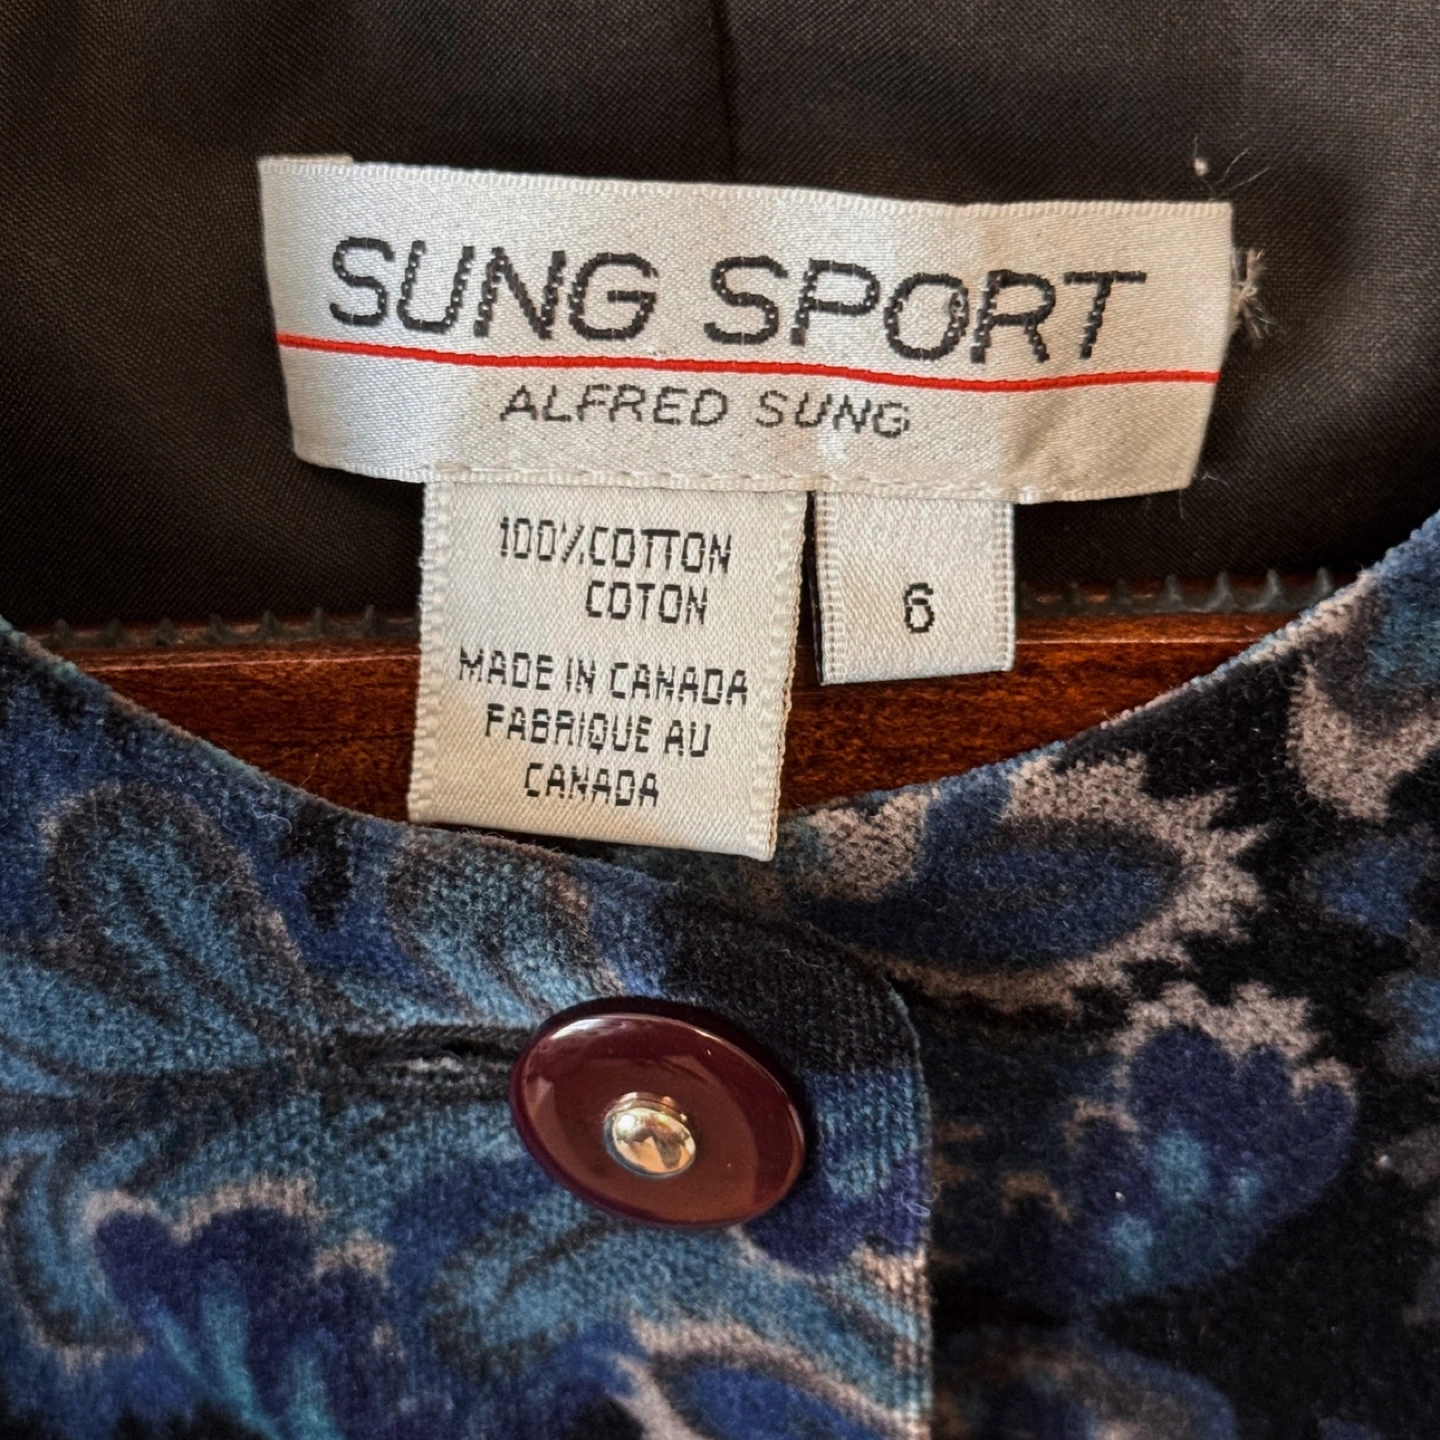 SUNG SPORT
ALFRED SUNG
100% COTTON
COTON
MADE IN CANADA
FABRIQUE AU
CANADA
6